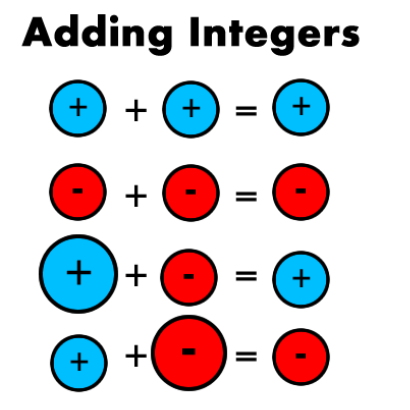 Adding Integers
+ + + = +
- + - = -
+ + - = +
+ + - = -